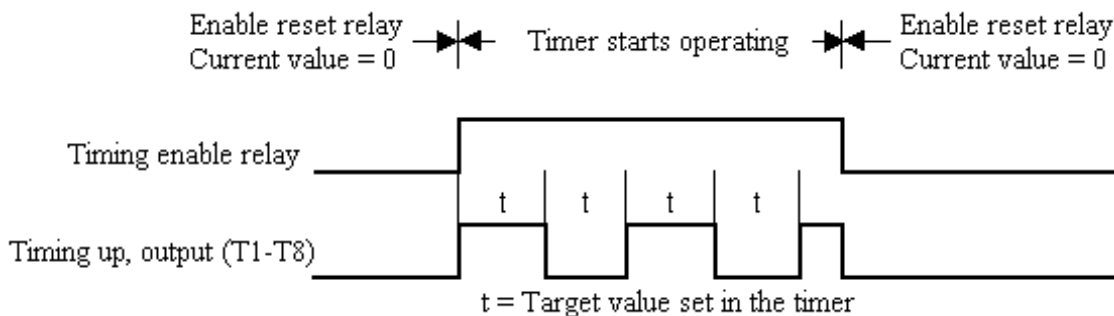 Enable reset relay
Current value = 0
Timer starts operating
Enable reset relay
Current value = 0
Timing enable relay
t
t
t
t
Timing up, output (T1-T8)
t = Target value set in the timer